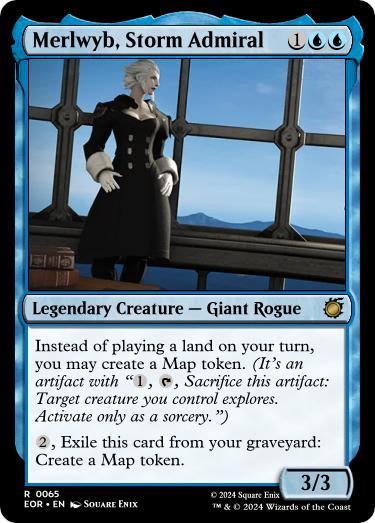 Merlwyb, Storm Admiral 1
Legendary Creature — Giant Rogue
Instead of playing a land on your turn,
you may create a Map token. (It's an
artifact with “1, , Sacrifice this artifact:
Target creature you control explores.
Activate only as a sorcery.”)
2, Exile this card from your graveyard:
Create a Map token.
3/3
R 0065
EOR • EN Square Enix
© 2024 Square Enix
™ & © 2024 Wizards of the Coast